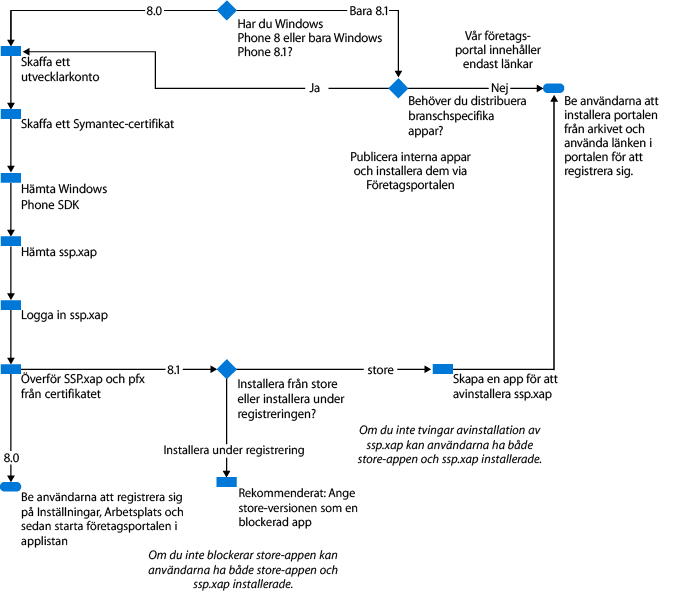 8.0
Bara 8.1
Har du Windows
Phone 8 eller bara Windows
Phone 8.1?
Vår företags-
portal innehåller
endast länkar
Skaffa ett
utvecklarkonto
Ja
Nej
Behöver du distribuera
branschspecifika
appar?
Be användarna att
installera portalen
från arkivet och
använda länken i
portalen för att
registrera sig.
Skaffa ett Symantec-certifikat
Publicera interna appar
och installera dem via
Företagsportalen
Hämta Windows
Phone SDK
Hämta ssp.xap
Logga in ssp.xap
8.1
store
Överför SSP.xap och pfx
från certifikatet
Installera från store
eller installera under
registreringen?
Skapa en app för att
avinstallera ssp.xap
Om du inte tvingar avinstallation av
ssp.xap kan användarna ha både
store-appen och ssp.xap installerade.
Installera under registrering
8.0
Be användarna att registrera sig
på Inställningar, Arbetsplats och
sedan starta företagsportalen i
applistan
Rekommenderat: Ange
store-versionen som en
blockerad app
Om du inte blockerar store-appen kan
användarna ha både store-appen och
ssp.xap installerade.